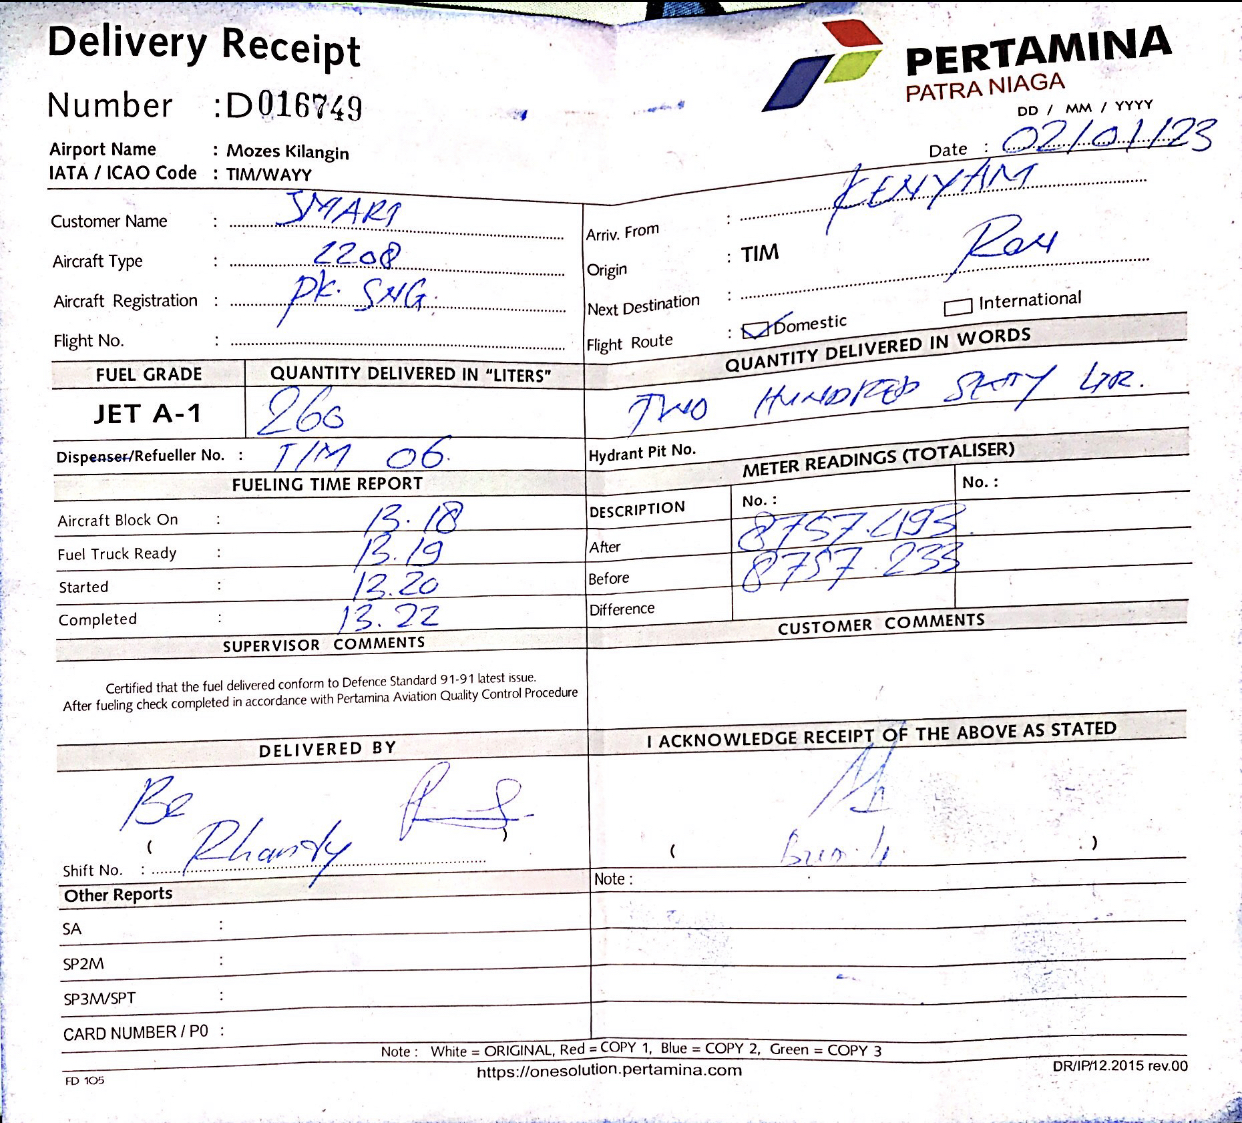 Delivery Receipt
PERTAMINA
PATRA NIAGA
Number : D 016749
DD / MM / YYYY
Date : 02/01/23
Airport Name : Mozes Kilangin
IATA / ICAO Code : TIM/WAYY
Customer Name : SMART
Aircraft Type : 2208
Aircraft Registration : PK. SNG.
Flight No. :
Arriv. From : KENYAM
Origin : TIM
Next Destination :
Flight Route : Domestic International
FUEL GRADE QUANTITY DELIVERED IN "LITERS"
JET A-1 260
QUANTITY DELIVERED IN WORDS
TWO HUNDRED SIXTY LTR.
Dispenser/Refueller No. : TIM 06.
Hydrant Pit No.
FUELING TIME REPORT
Aircraft Block On : 13.18
Fuel Truck Ready : 13.19
Started : 13.20
Completed : 13.22
METER READINGS (TOTALISER)
DESCRIPTION No. : No. :
After 8757.493
Before 8757.233
Difference
SUPERVISOR COMMENTS
CUSTOMER COMMENTS
Certified that the fuel delivered conform to Defence Standard 91-91 latest issue.
After fueling check completed in accordance with Pertamina Aviation Quality Control Procedure
DELIVERED BY
I ACKNOWLEDGE RECEIPT OF THE ABOVE AS STATED
( )
Shift No. : Rhandy
( )
Other Reports
Note :
SA :
SP2M :
SP3M/SPT :
CARD NUMBER / PO :
Note : White = ORIGINAL, Red = COPY 1, Blue = COPY 2, Green = COPY 3
https://onesolution.pertamina.com
FD 105
DR/IP/12.2015 rev.00